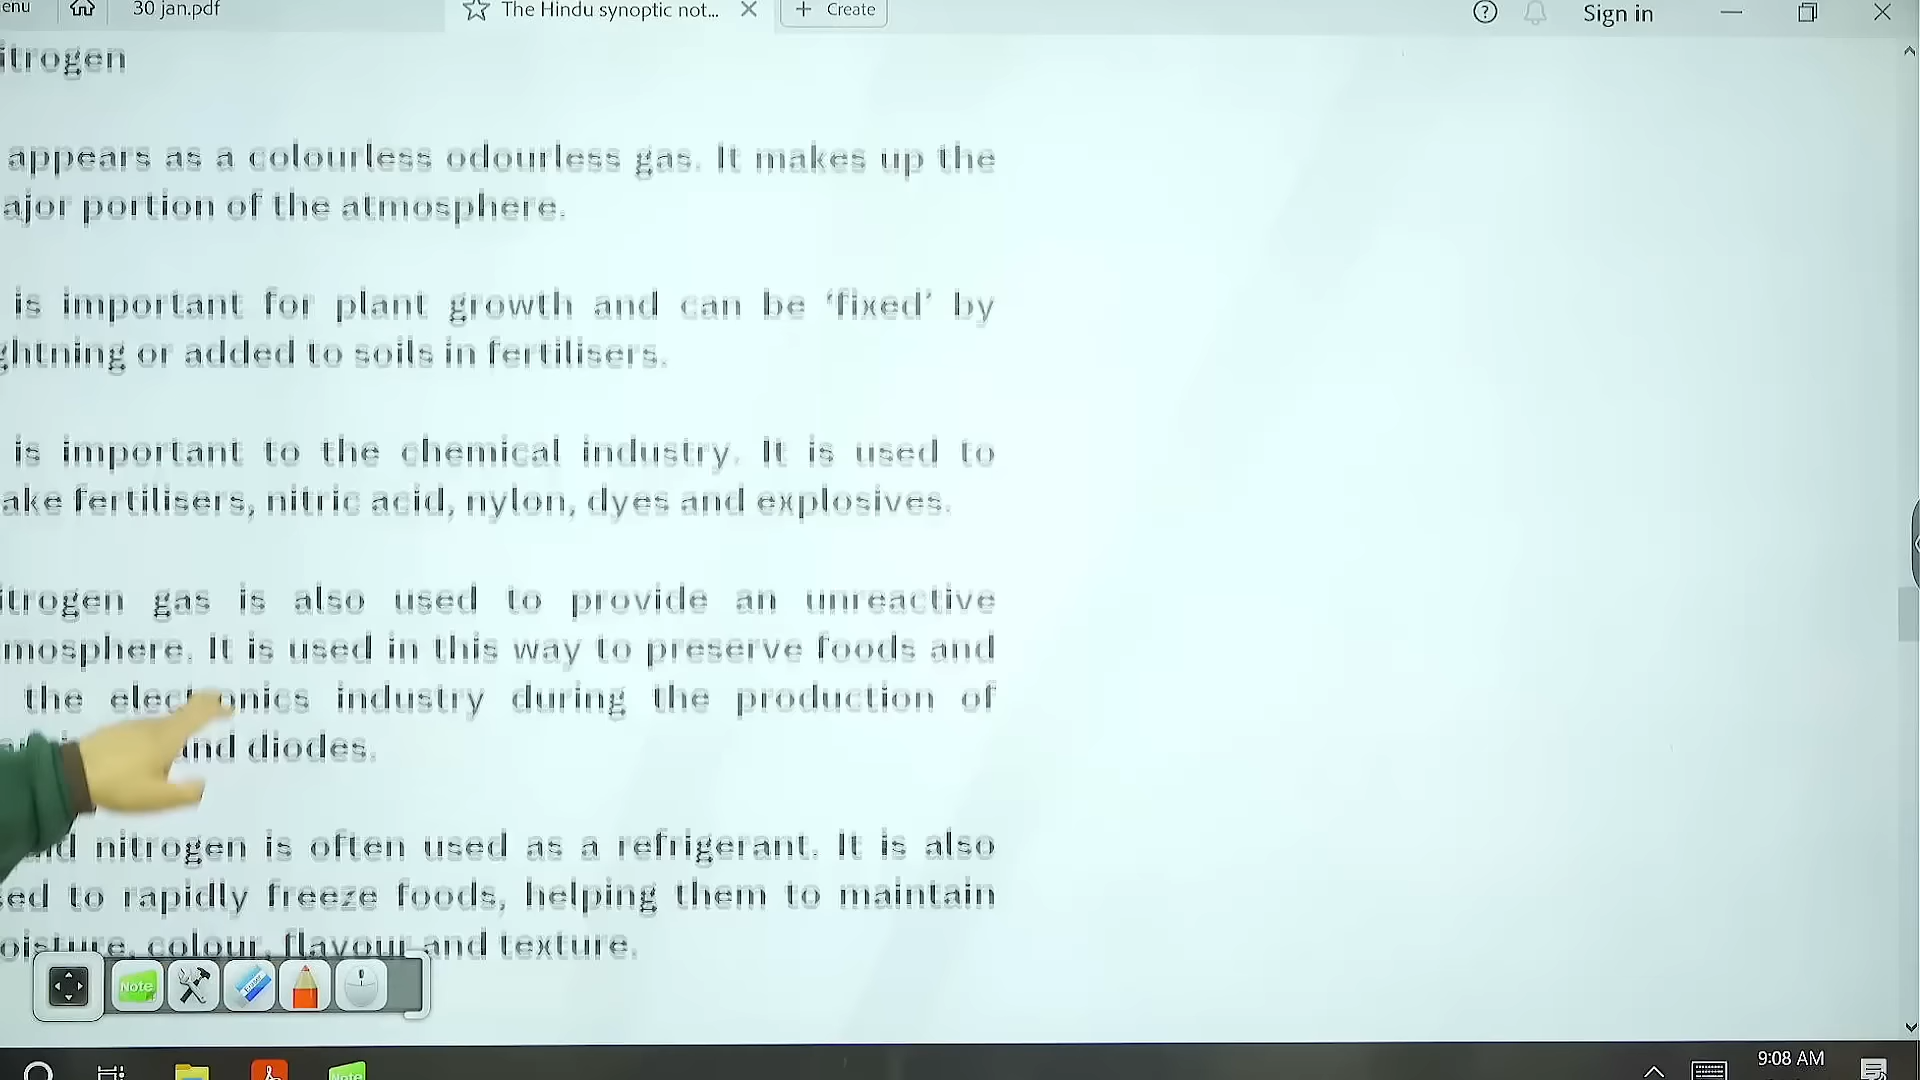 enu 30 jan.pdf The Hindu synoptic not... Create Sign in
itrogen
appears as a colourless odourless gas. It makes up the
ajor portion of the atmosphere.
is important for plant growth and can be ‘fixed’ by
ghtning or added to soils in fertilisers.
is important to the chemical industry. It is used to
ake fertilisers, nitric acid, nylon, dyes and explosives.
itrogen gas is also used to provide an unreactive
mosphere. It is used in this way to preserve foods and
the electronics industry during the production of
and diodes.
nitrogen is often used as a refrigerant. It is also
sed to rapidly freeze foods, helping them to maintain
oisture, colour, flavour and texture.
Note
Eraser
Note
9:08 AM